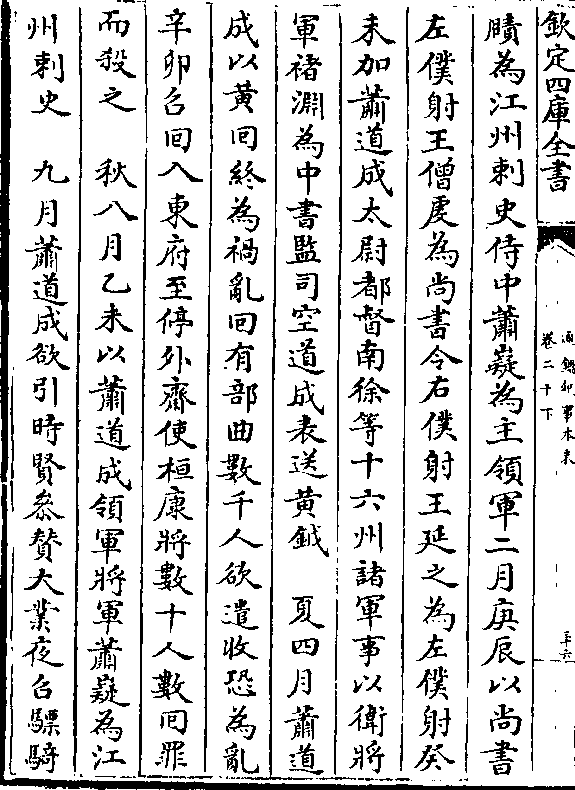 欽定四庫全書
通鑑紀事本末
卷二十下
三十六
賾為江州刺史侍中蕭嶷為主領軍二月庚辰以尚書
左僕射王僧䖍為尚書令右僕射王延之為左僕射癸
未加蕭道成太尉都督南徐等十六州諸軍事以衛將
軍褚淵為中書監司空道成表送黄鉞　夏四月蕭道
成以黄回終為禍亂回有部曲數千人欲遣收恐為亂
辛卯召回入東府至停外齋使桓康將數十人數回罪
而殺之　秋八月乙未以蕭道成領軍將軍蕭嶷為江
州刺史　九月蕭道成欲引時賢參贊大業夜召驃騎